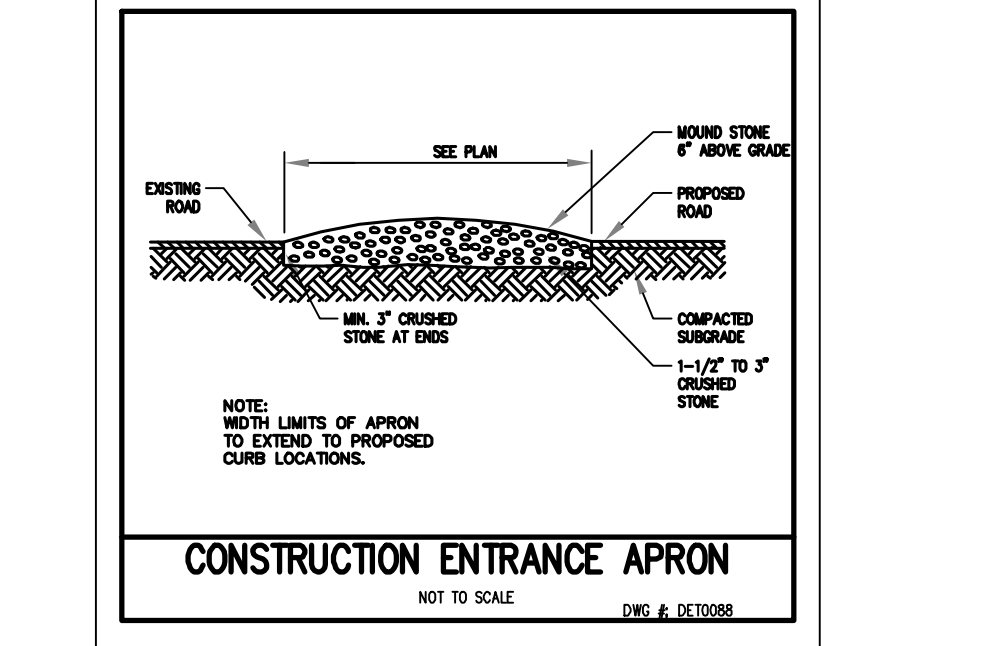 MOUND STONE
6" ABOVE GRADE
SEE PLAN
EXISTING
ROAD
PROPOSED
ROAD
MIN. 3" CRUSHED
STONE AT ENDS
COMPACTED
SUBGRADE
1-1/2" TO 3"
CRUSHED
STONE
NOTE:
WIDTH LIMITS OF APRON
TO EXTEND TO PROPOSED
CURB LOCATIONS.
CONSTRUCTION ENTRANCE APRON
NOT TO SCALE
DWG #: DET0088